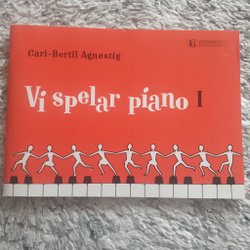 Carl-Bertil Agnestig
Vi spelar piano I